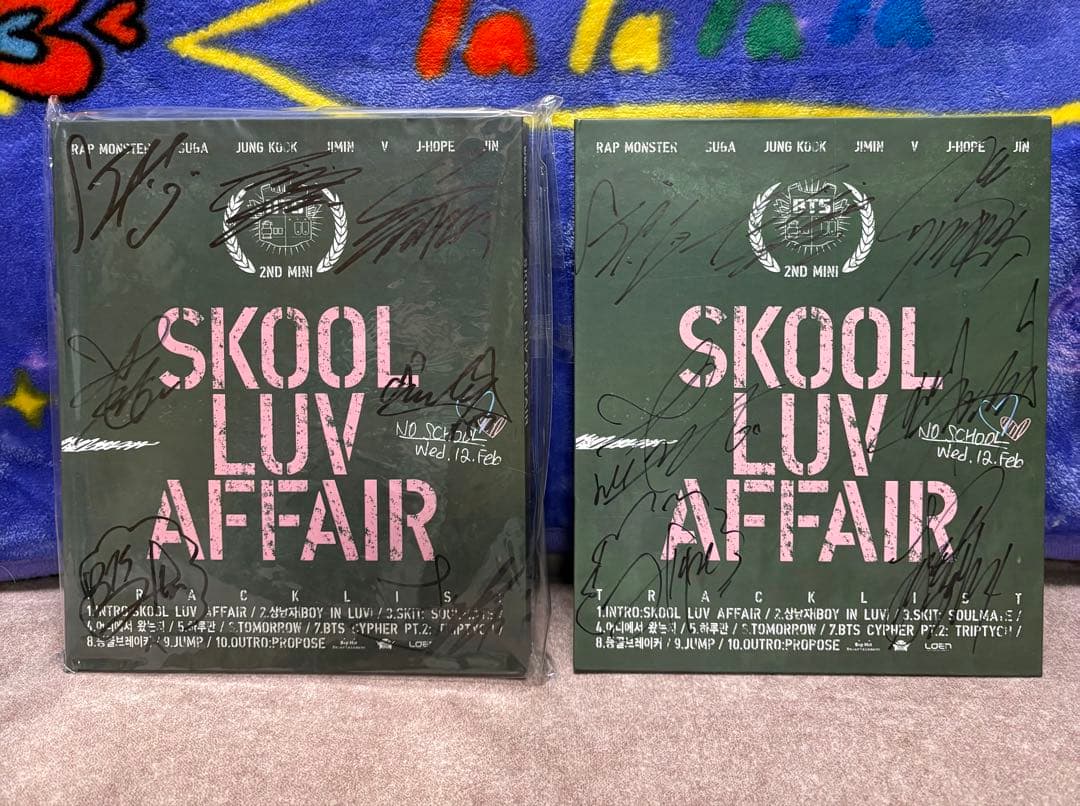 la la la la
RAP MONSTER SUGA JUNG KOOK JIMIN V J-HOPE JIN
2ND MINI
SKOOL
LUV
AFFAIR
NO SCHOOL
Wed. 12. Feb
BTS
TRACKLIST
1.INTRO:SKOOL LUV AFFAIR / 2.상남자(BOY IN LUV) / 3.SKIT: SOULMATE /
4.어디에서 왔는지 / 5.하루만 / 6.TOMORROW / 7.BTS CYPHER PT.2: TRIPTYCH /
8.등골브레이커 / 9.JUMP / 10.OUTRO:PROPOSE
RAP MONSTER SUGA JUNG KOOK JIMIN V J-HOPE JIN
BTS
2ND MINI
SKOOL
LUV
AFFAIR
NO SCHOOL
Wed. 12. Feb
TRACKLIST
1.INTRO:SKOOL LUV AFFAIR / 2.상남자(BOY IN LUV) / 3.SKIT: SOULMATE /
4.어디에서 왔는지 / 5.하루만 / 6.TOMORROW / 7.BTS CYPHER PT.2: TRIPTYCH /
8.등골브레이커 / 9.JUMP / 10.OUTRO:PROPOSE LOEN